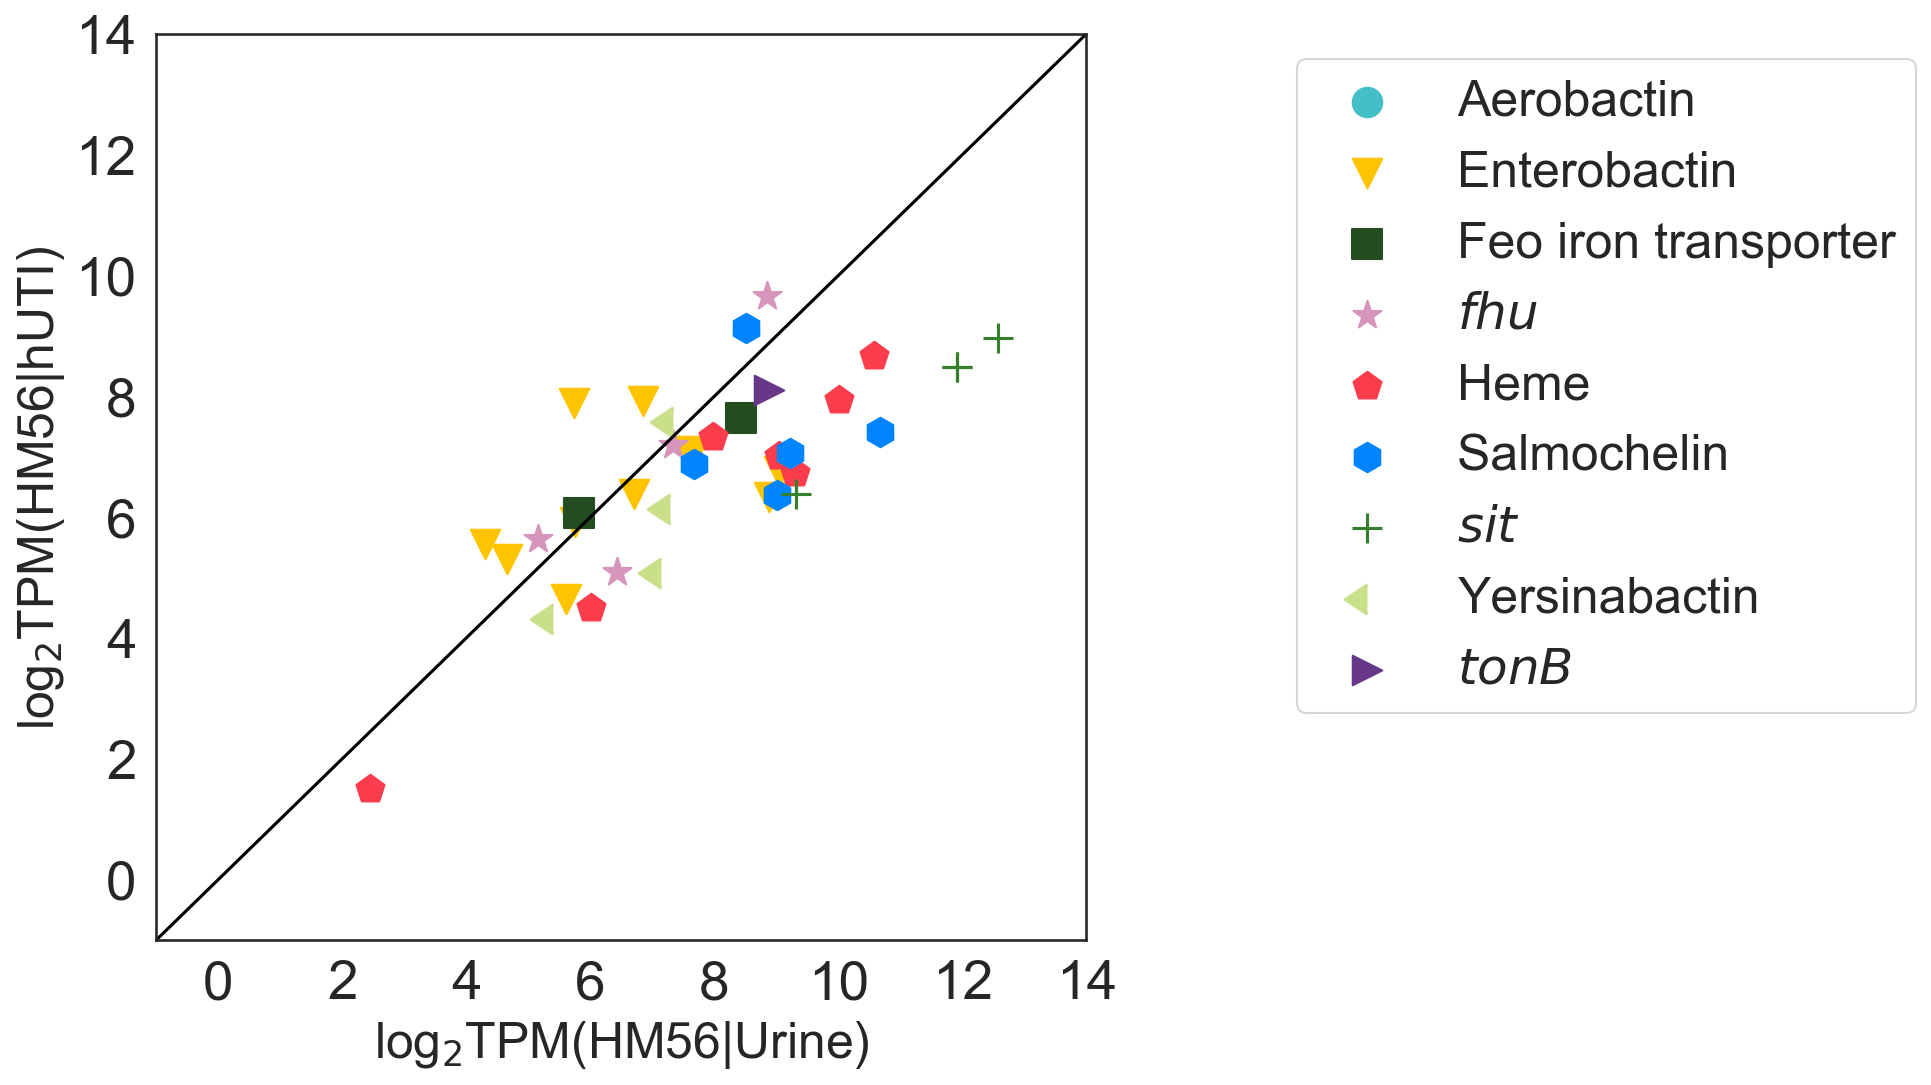 14
12
10
8
6
4
2
0
log₂TPM(HM56|hUTI)
0 2 4 6 8 10 12 14
log₂TPM(HM56|Urine)
Aerobactin
Enterobactin
Feo iron transporter
fhu
Heme
Salmochelin
sit
Yersinabactin
tonB